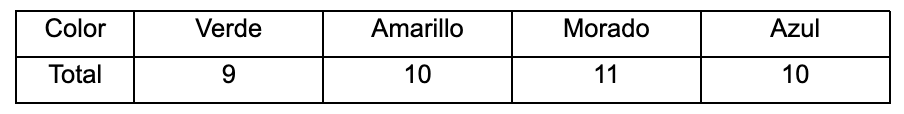 Color Verde Amarillo Morado Azul
Total 9 10 11 10